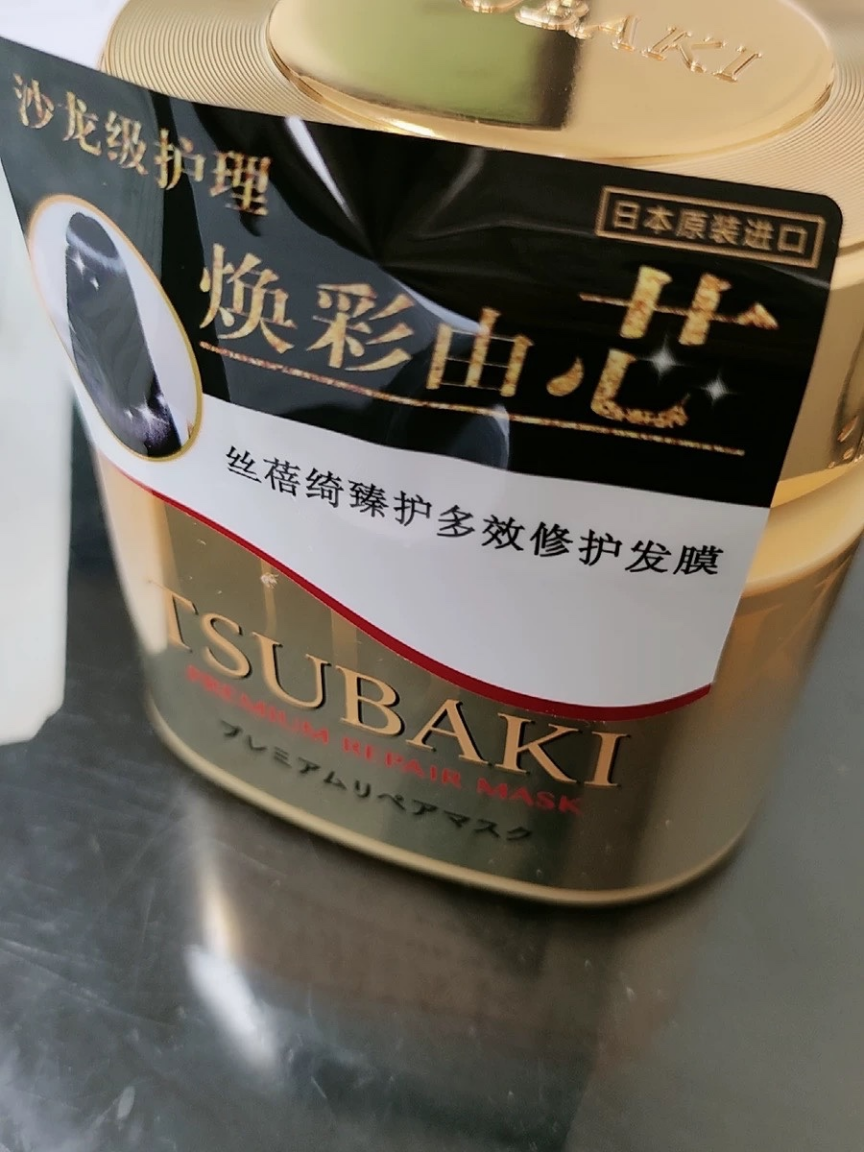 TSUBAKI
沙龙级护理
日本原装进口
焕彩由芯
丝蓓绮臻护多效修护发膜
TSUBAKI
PREMIUM REPAIR MASK
プレミアムリペアマスク